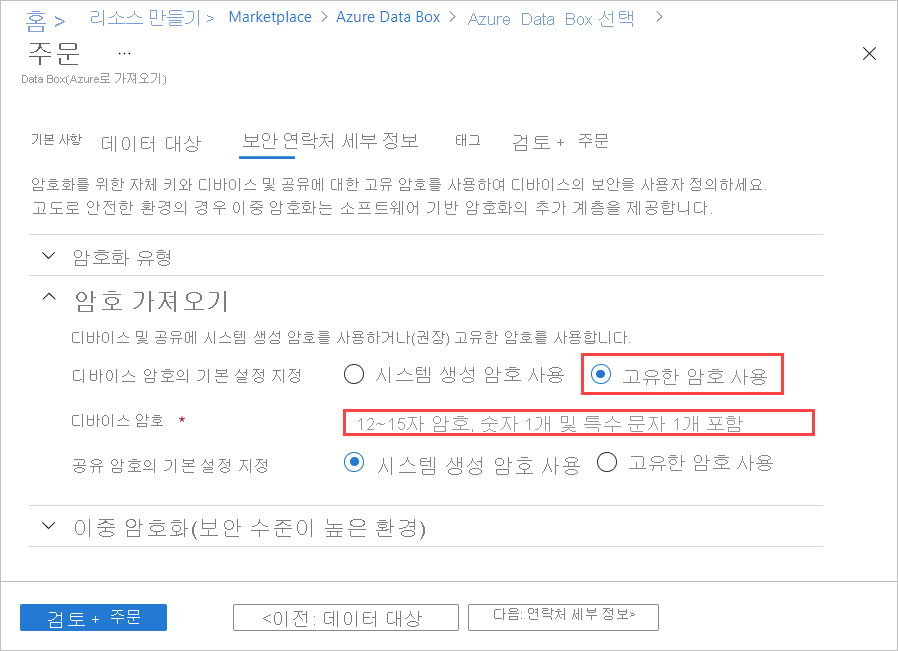 홈 > 리소스 만들기 > Marketplace > Azure Data Box > Azure Data Box 선택 >
주문 ...
Data Box(Azure로 가져오기)
기본 사항 데이터 대상 보안 연락처 세부 정보 태그 검토 + 주문
암호화를 위한 자체 키와 디바이스 및 공유에 대한 고유 암호를 사용하여 디바이스의 보안을 사용자 정의하세요.
고도로 안전한 환경의 경우 이중 암호화는 소프트웨어 기반 암호화의 추가 계층을 제공합니다.
암호화 유형
암호 가져오기
디바이스 및 공유에 시스템 생성 암호를 사용하거나(권장) 고유한 암호를 사용합니다.
디바이스 암호의 기본 설정 지정 시스템 생성 암호 사용 고유한 암호 사용
디바이스 암호 * 12~15자 암호, 숫자 1개 및 특수 문자 1개 포함
공유 암호의 기본 설정 지정 시스템 생성 암호 사용 고유한 암호 사용
이중 암호화(보안 수준이 높은 환경)
검토 + 주문 <이전: 데이터 대상 다음: 연락처 세부 정보>